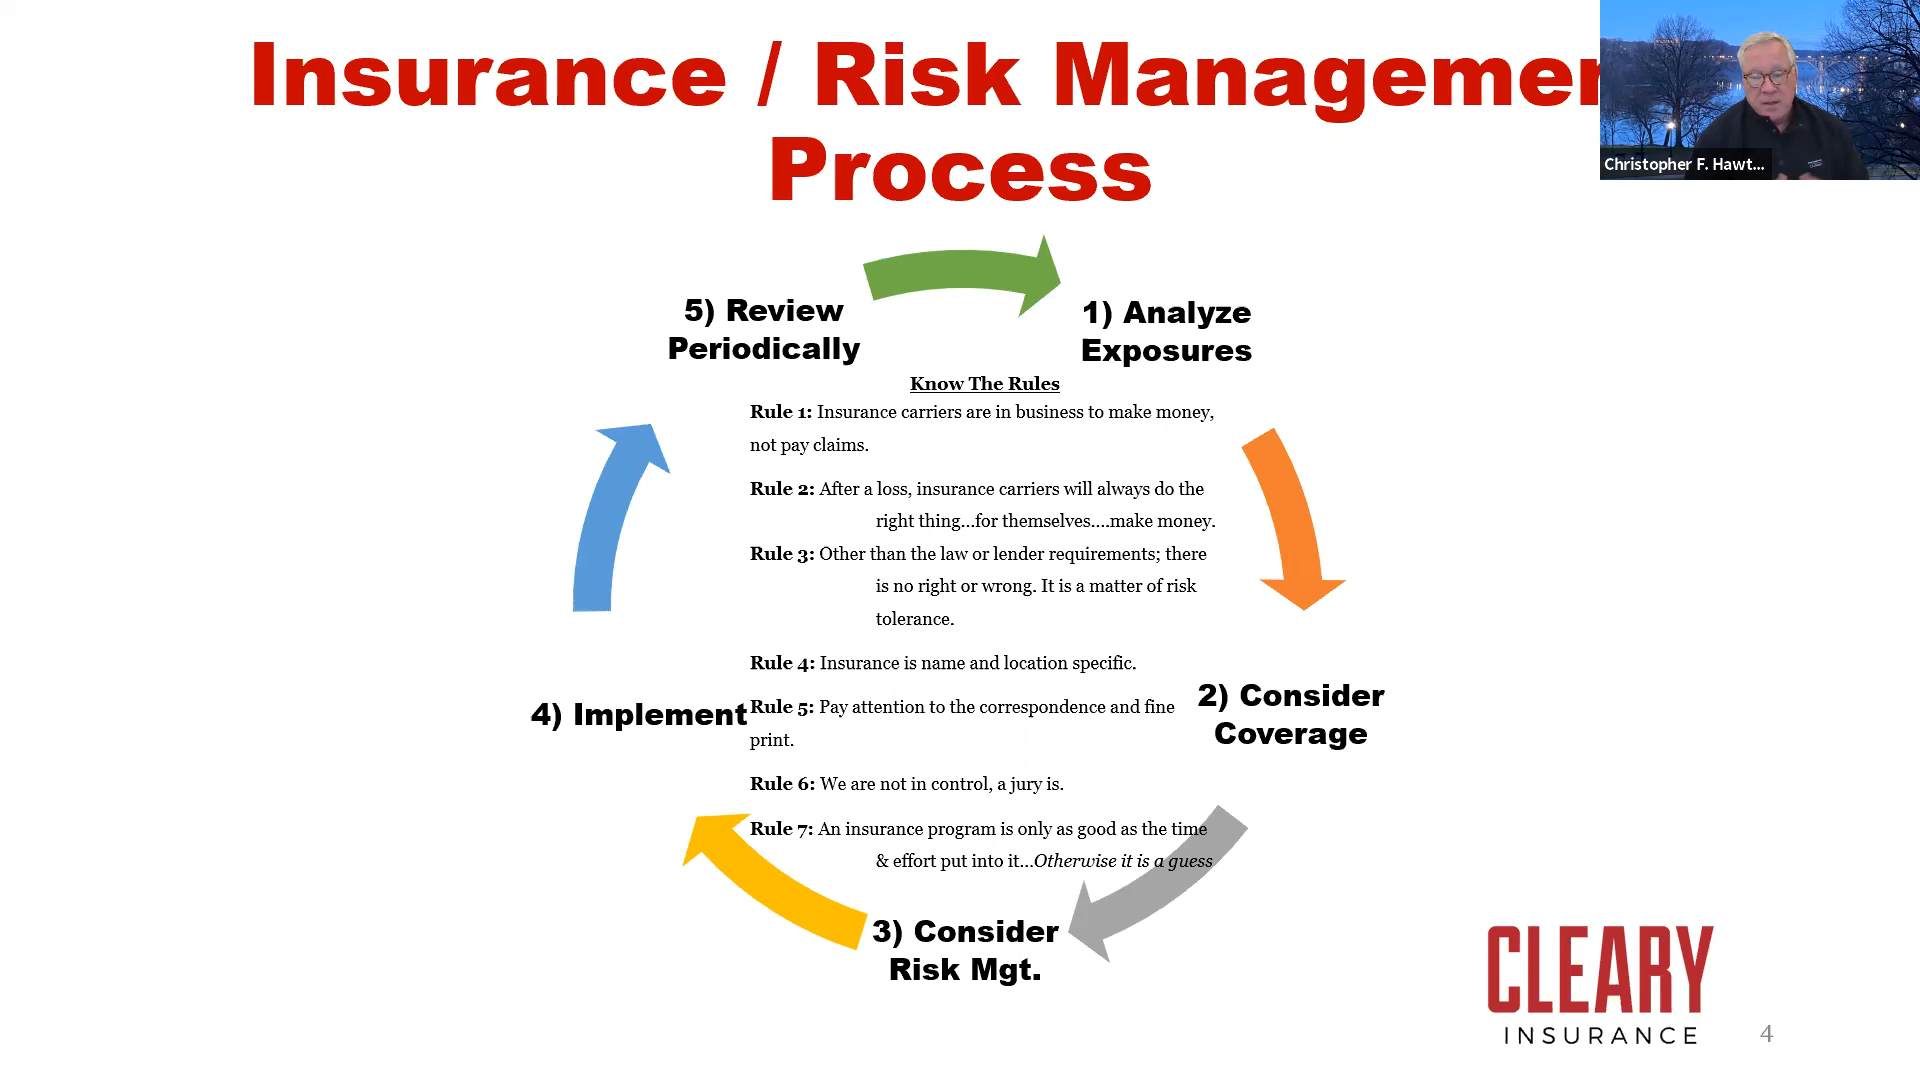 Insurance / Risk Managemen
Process
Christopher F. Hawt...
5) Review
Periodically
1) Analyze
Exposures
Know The Rules
Rule 1: Insurance carriers are in business to make money,
not pay claims.
Rule 2: After a loss, insurance carriers will always do the
right thing...for themselves....make money.
Rule 3: Other than the law or lender requirements; there
is no right or wrong. It is a matter of risk
tolerance.
Rule 4: Insurance is name and location specific.
Rule 5: Pay attention to the correspondence and fine
print.
Rule 6: We are not in control, a jury is.
Rule 7: An insurance program is only as good as the time
& effort put into it...Otherwise it is a guess
2) Consider
Coverage
3) Consider
Risk Mgt.
4) Implement
CLEARY
INSURANCE
4